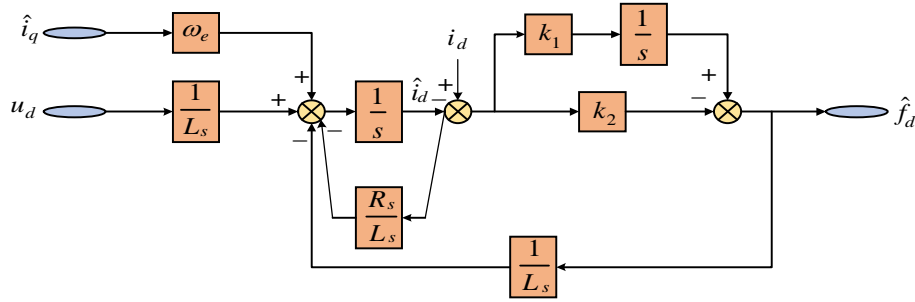 î_q
ω_e
i_d
k_1
1/s
+
+
+
−
u_d
1/L_s
+
−
1/s
î_d
−
k_2
−
f̂_d
−
R_s/L_s
1/L_s